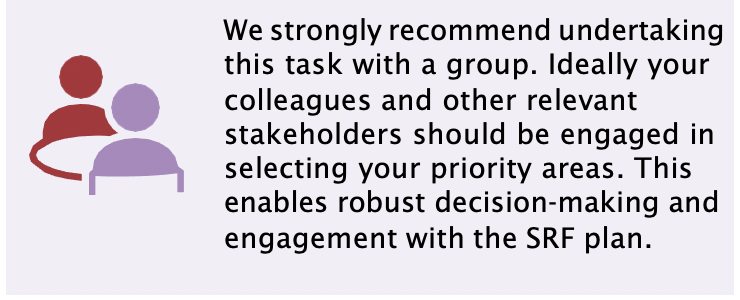 We strongly recommend undertaking
this task with a group. Ideally your
colleagues and other relevant
stakeholders should be engaged in
selecting your priority areas. This
enables robust decision-making and
engagement with the SRF plan.